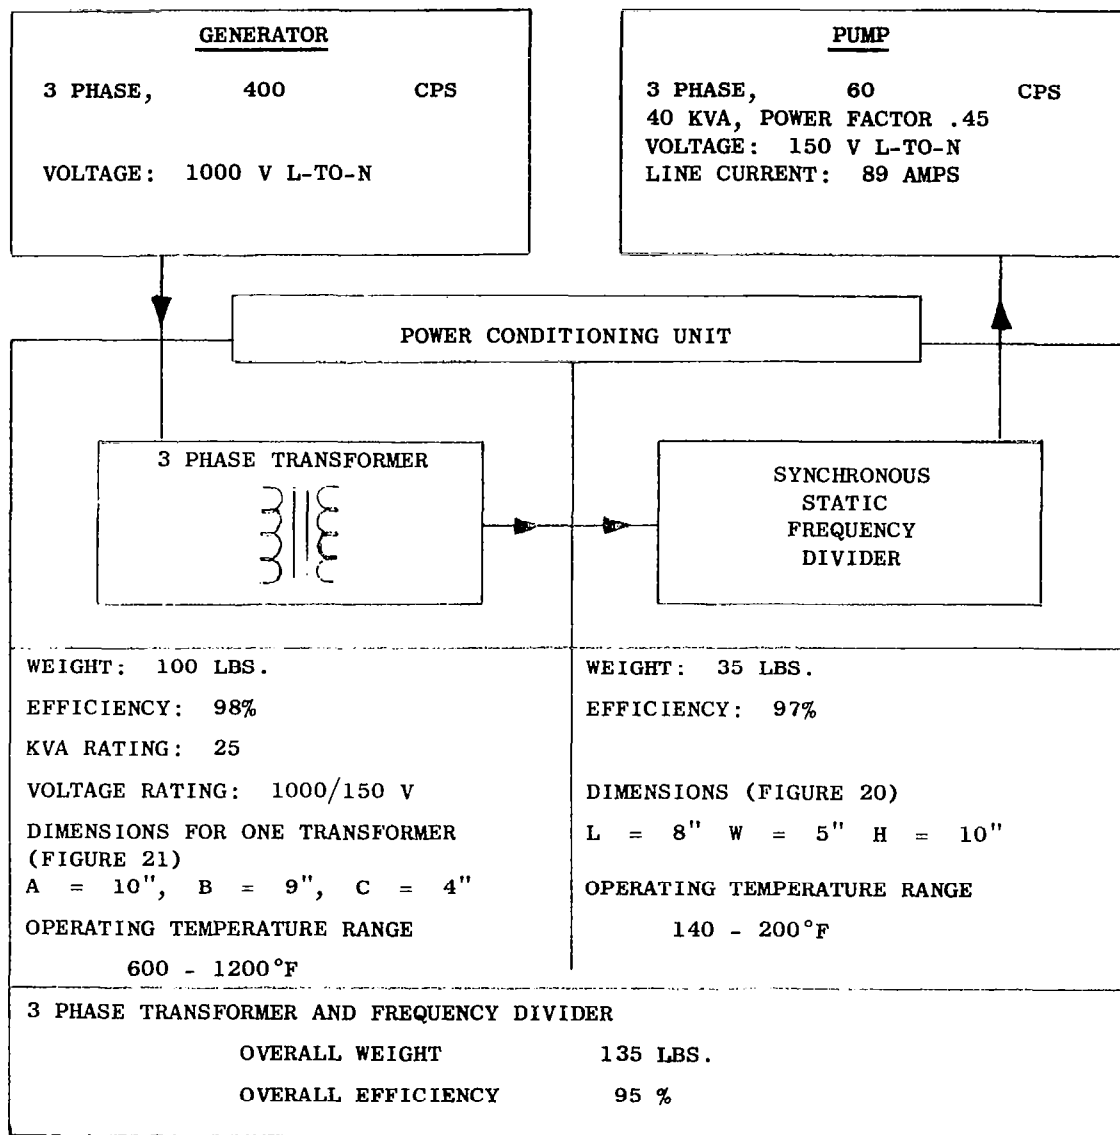 GENERATOR
3 PHASE, 400 CPS
VOLTAGE: 1000 V L-TO-N
PUMP
3 PHASE, 60 CPS
40 KVA, POWER FACTOR .45
VOLTAGE: 150 V L-TO-N
LINE CURRENT: 89 AMPS
POWER CONDITIONING UNIT
3 PHASE TRANSFORMER
SYNCHRONOUS
STATIC
FREQUENCY
DIVIDER
WEIGHT: 100 LBS.
EFFICIENCY: 98%
KVA RATING: 25
VOLTAGE RATING: 1000/150 V
DIMENSIONS FOR ONE TRANSFORMER
(FIGURE 21)
A = 10", B = 9", C = 4"
OPERATING TEMPERATURE RANGE
600 - 1200°F
WEIGHT: 35 LBS.
EFFICIENCY: 97%
DIMENSIONS (FIGURE 20)
L = 8" W = 5" H = 10"
OPERATING TEMPERATURE RANGE
140 - 200°F
3 PHASE TRANSFORMER AND FREQUENCY DIVIDER
OVERALL WEIGHT 135 LBS.
OVERALL EFFICIENCY 95 %